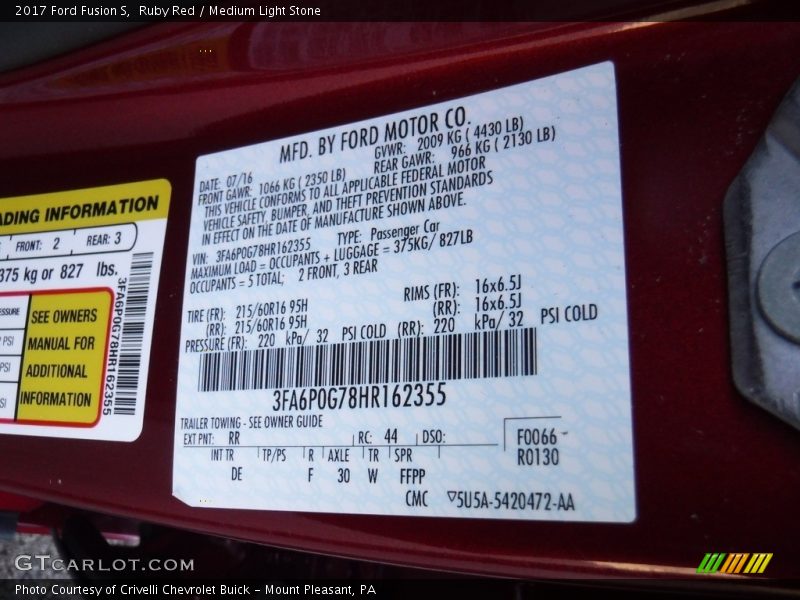 2017 Ford Fusion S, Ruby Red / Medium Light Stone
ADING INFORMATION
FRONT: 2 REAR: 3
375 kg or 827 lbs.
SSURE
PSI
PSI
SI
SEE OWNERS
MANUAL FOR
ADDITIONAL
INFORMATION
3FA6P0G78HR162355
MFD. BY FORD MOTOR CO.
DATE: 07/16 GVWR: 2009 KG ( 4430 LB)
FRONT GAWR: 1066 KG ( 2350 LB) REAR GAWR: 966 KG ( 2130 LB)
THIS VEHICLE CONFORMS TO ALL APPLICABLE FEDERAL MOTOR
VEHICLE SAFETY, BUMPER, AND THEFT PREVENTION STANDARDS
IN EFFECT ON THE DATE OF MANUFACTURE SHOWN ABOVE.
VIN: 3FA6P0G78HR162355 TYPE: Passenger Car
MAXIMUM LOAD = OCCUPANTS + LUGGAGE = 375KG/ 827LB
OCCUPANTS = 5 TOTAL; 2 FRONT, 3 REAR
TIRE (FR): 215/60R16 95H RIMS (FR): 16x6.5J
(RR): 215/60R16 95H (RR): 16x6.5J
PRESSURE (FR): 220 kPa/ 32 PSI COLD (RR): 220 kPa/ 32 PSI COLD
3FA6P0G78HR162355
TRAILER TOWING - SEE OWNER GUIDE
EXT PNT: RR RC: 44 DSO: F0066
INT TR TP/PS R AXLE TR SPR R0130
DE F 30 W FFPP
CMC 5U5A-5420472-AA
GTCARLOT.COM
Photo Courtesy of Crivelli Chevrolet Buick - Mount Pleasant, PA